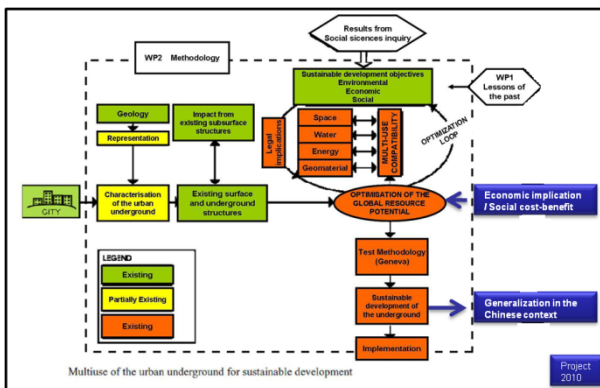 Results from
Social sicences inquiry
WP2 Methodology
Sustainable development objectives
Environmental
Economic
Social
WP1
Lessons of
the past
Geology
Representation
Impact from
existing subsurface
structures
Legal
implications
Space
Water
Energy
Geomaterial
MULTI-USE
COMPATIBILITY
OPTIMIZATION
LOOP
CITY
Characterisation
of the urban
underground
Existing surface
and underground
structures
OPTIMISATION OF THE
GLOBAL RESOURCE
POTENTIAL
Economic implication
/ Social cost-benefit
Test Methodology
(Geneva)
LEGEND
Existing
Partially Existing
Existing
Sustainable
development of
the underground
Generalization in the
Chinese context
Implementation
Multiuse of the urban underground for sustainable development
Project
2010